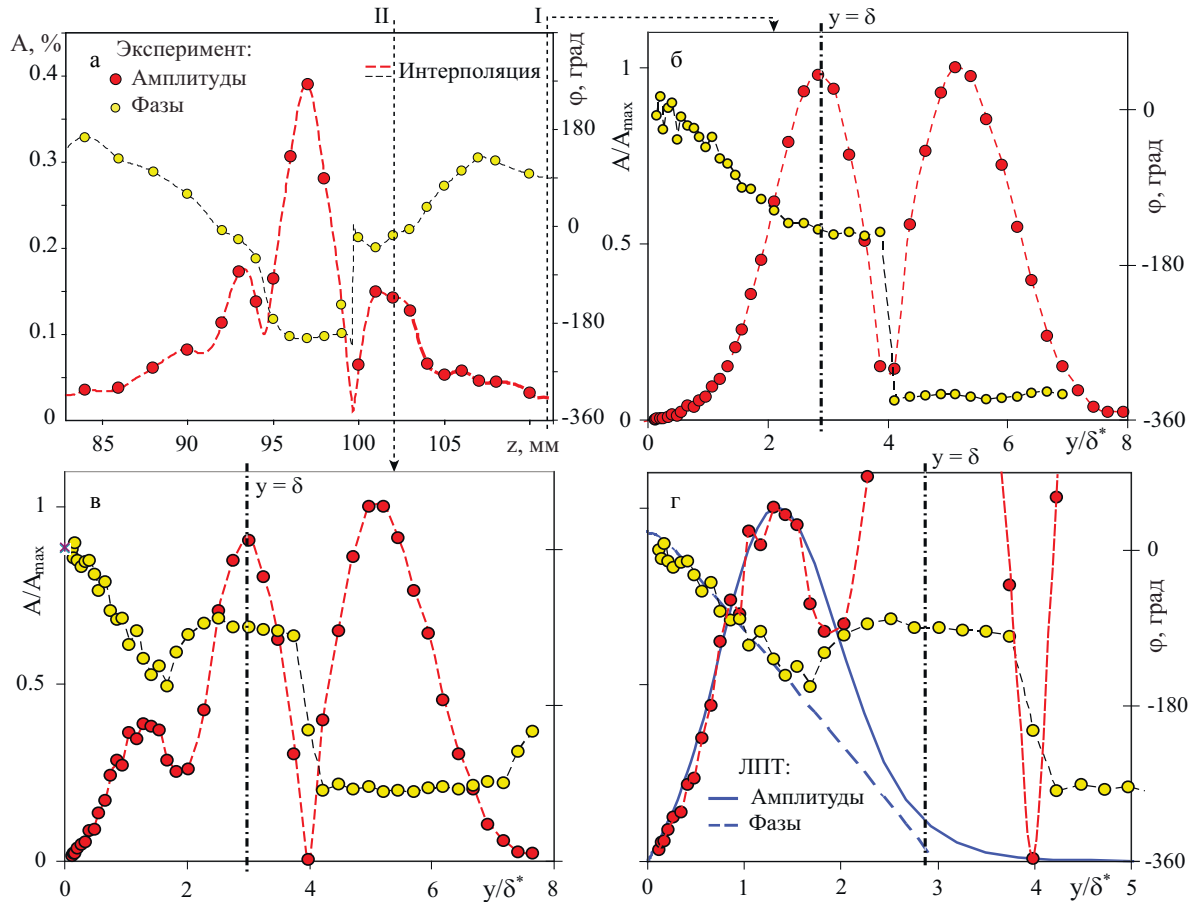 II
I
y = δ
A, %
а
Эксперимент:
Амплитуды
Фазы
Интерполяция
φ, град
0.4
0.3
0.2
0.1
0
180
0
-180
-360
85
90
95
100
105
z, мм
б
A/Amax
1
0.5
0
φ, град
0
-180
-360
0
2
4
6
8
y/δ*
в
y = δ
A/Amax
1
0.5
0
0
2
4
6
8
y/δ*
г
y = δ
φ, град
0
-180
-360
ЛПТ:
Амплитуды
Фазы
0
1
2
3
4
5
y/δ*